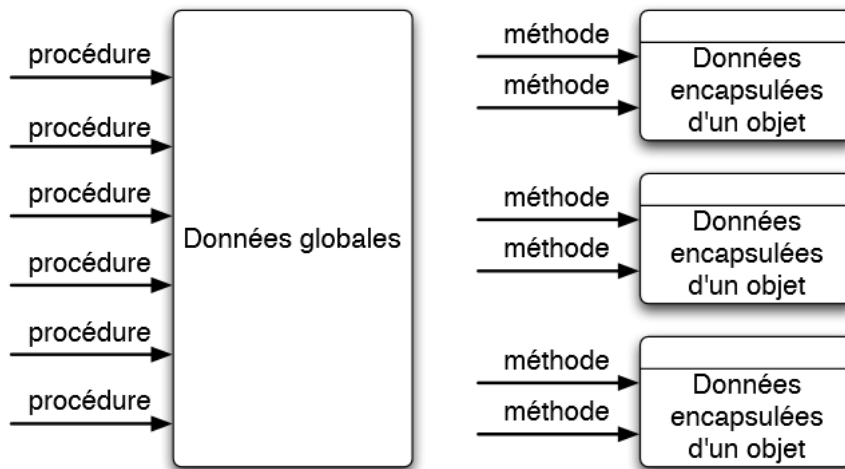 procédure
procédure
procédure
procédure
procédure
procédure
Données globales
méthode
méthode
Données
encapsulées
d'un objet
méthode
méthode
Données
encapsulées
d'un objet
méthode
méthode
Données
encapsulées
d'un objet